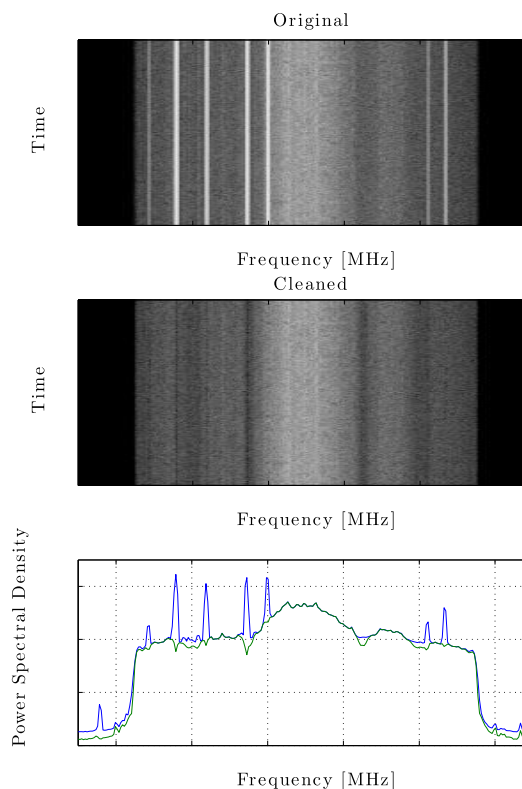 Original
Time
Frequency [MHz]
Cleaned
Time
Frequency [MHz]
Power Spectral Density
Frequency [MHz]